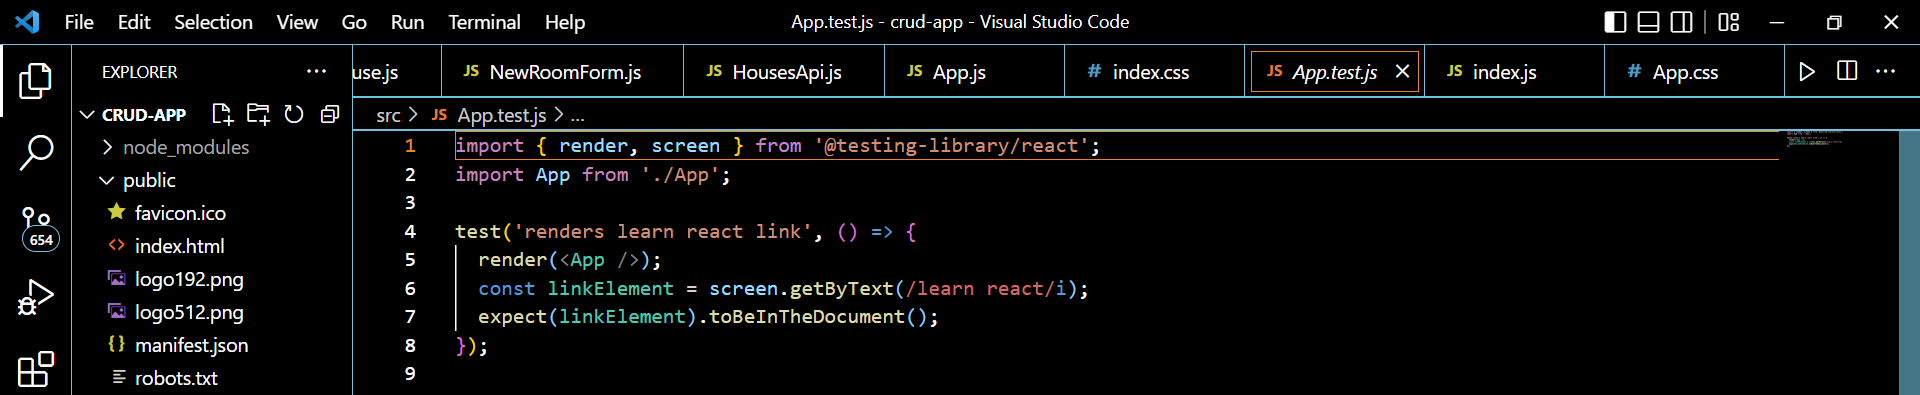 File Edit Selection View Go Run Terminal Help App.test.js - crud-app - Visual Studio Code
EXPLORER ... use.js JS NewRoomForm.js JS HousesApi.js JS App.js # index.css JS App.test.js JS index.js # App.css ...
CRUD-APP
src > JS App.test.js > ...
node_modules
public
favicon.ico
index.html
logo192.png
logo512.png
{} manifest.json
robots.txt
654
1 import { render, screen } from '@testing-library/react';
2 import App from './App';
3
4 test('renders learn react link', () => {
5 render(<App />);
6 const linkElement = screen.getByText(/learn react/i);
7 expect(linkElement).toBeInTheDocument();
8 });
9